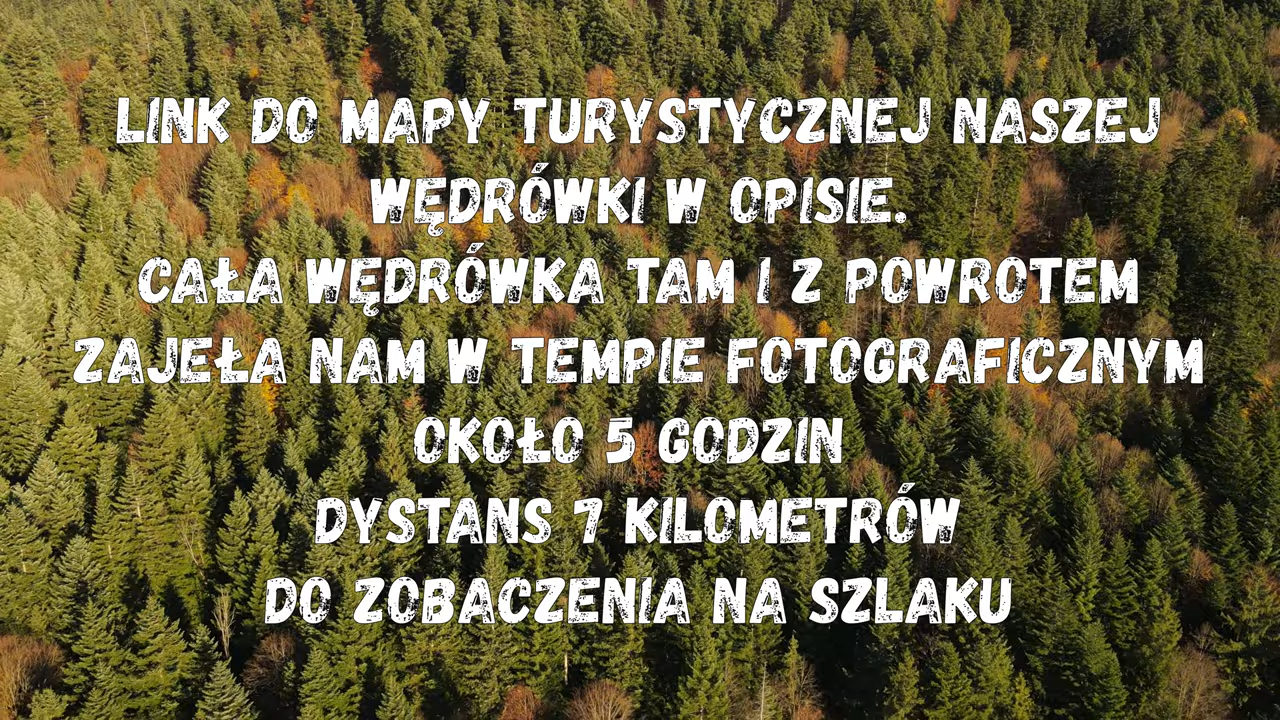 LINK DO MAPY TURYSTYCZNEJ NASZEJ
WĘDRÓWKI W OPISIE.
CAŁA WĘDRÓWKA TAM I Z POWROTEM
ZAJEŁA NAM W TEMPIE FOTOGRAFICZNYM
OKOŁO 5 GODZIN
DYSTANS 7 KILOMETRÓW
DO ZOBACZENIA NA SZLAKU